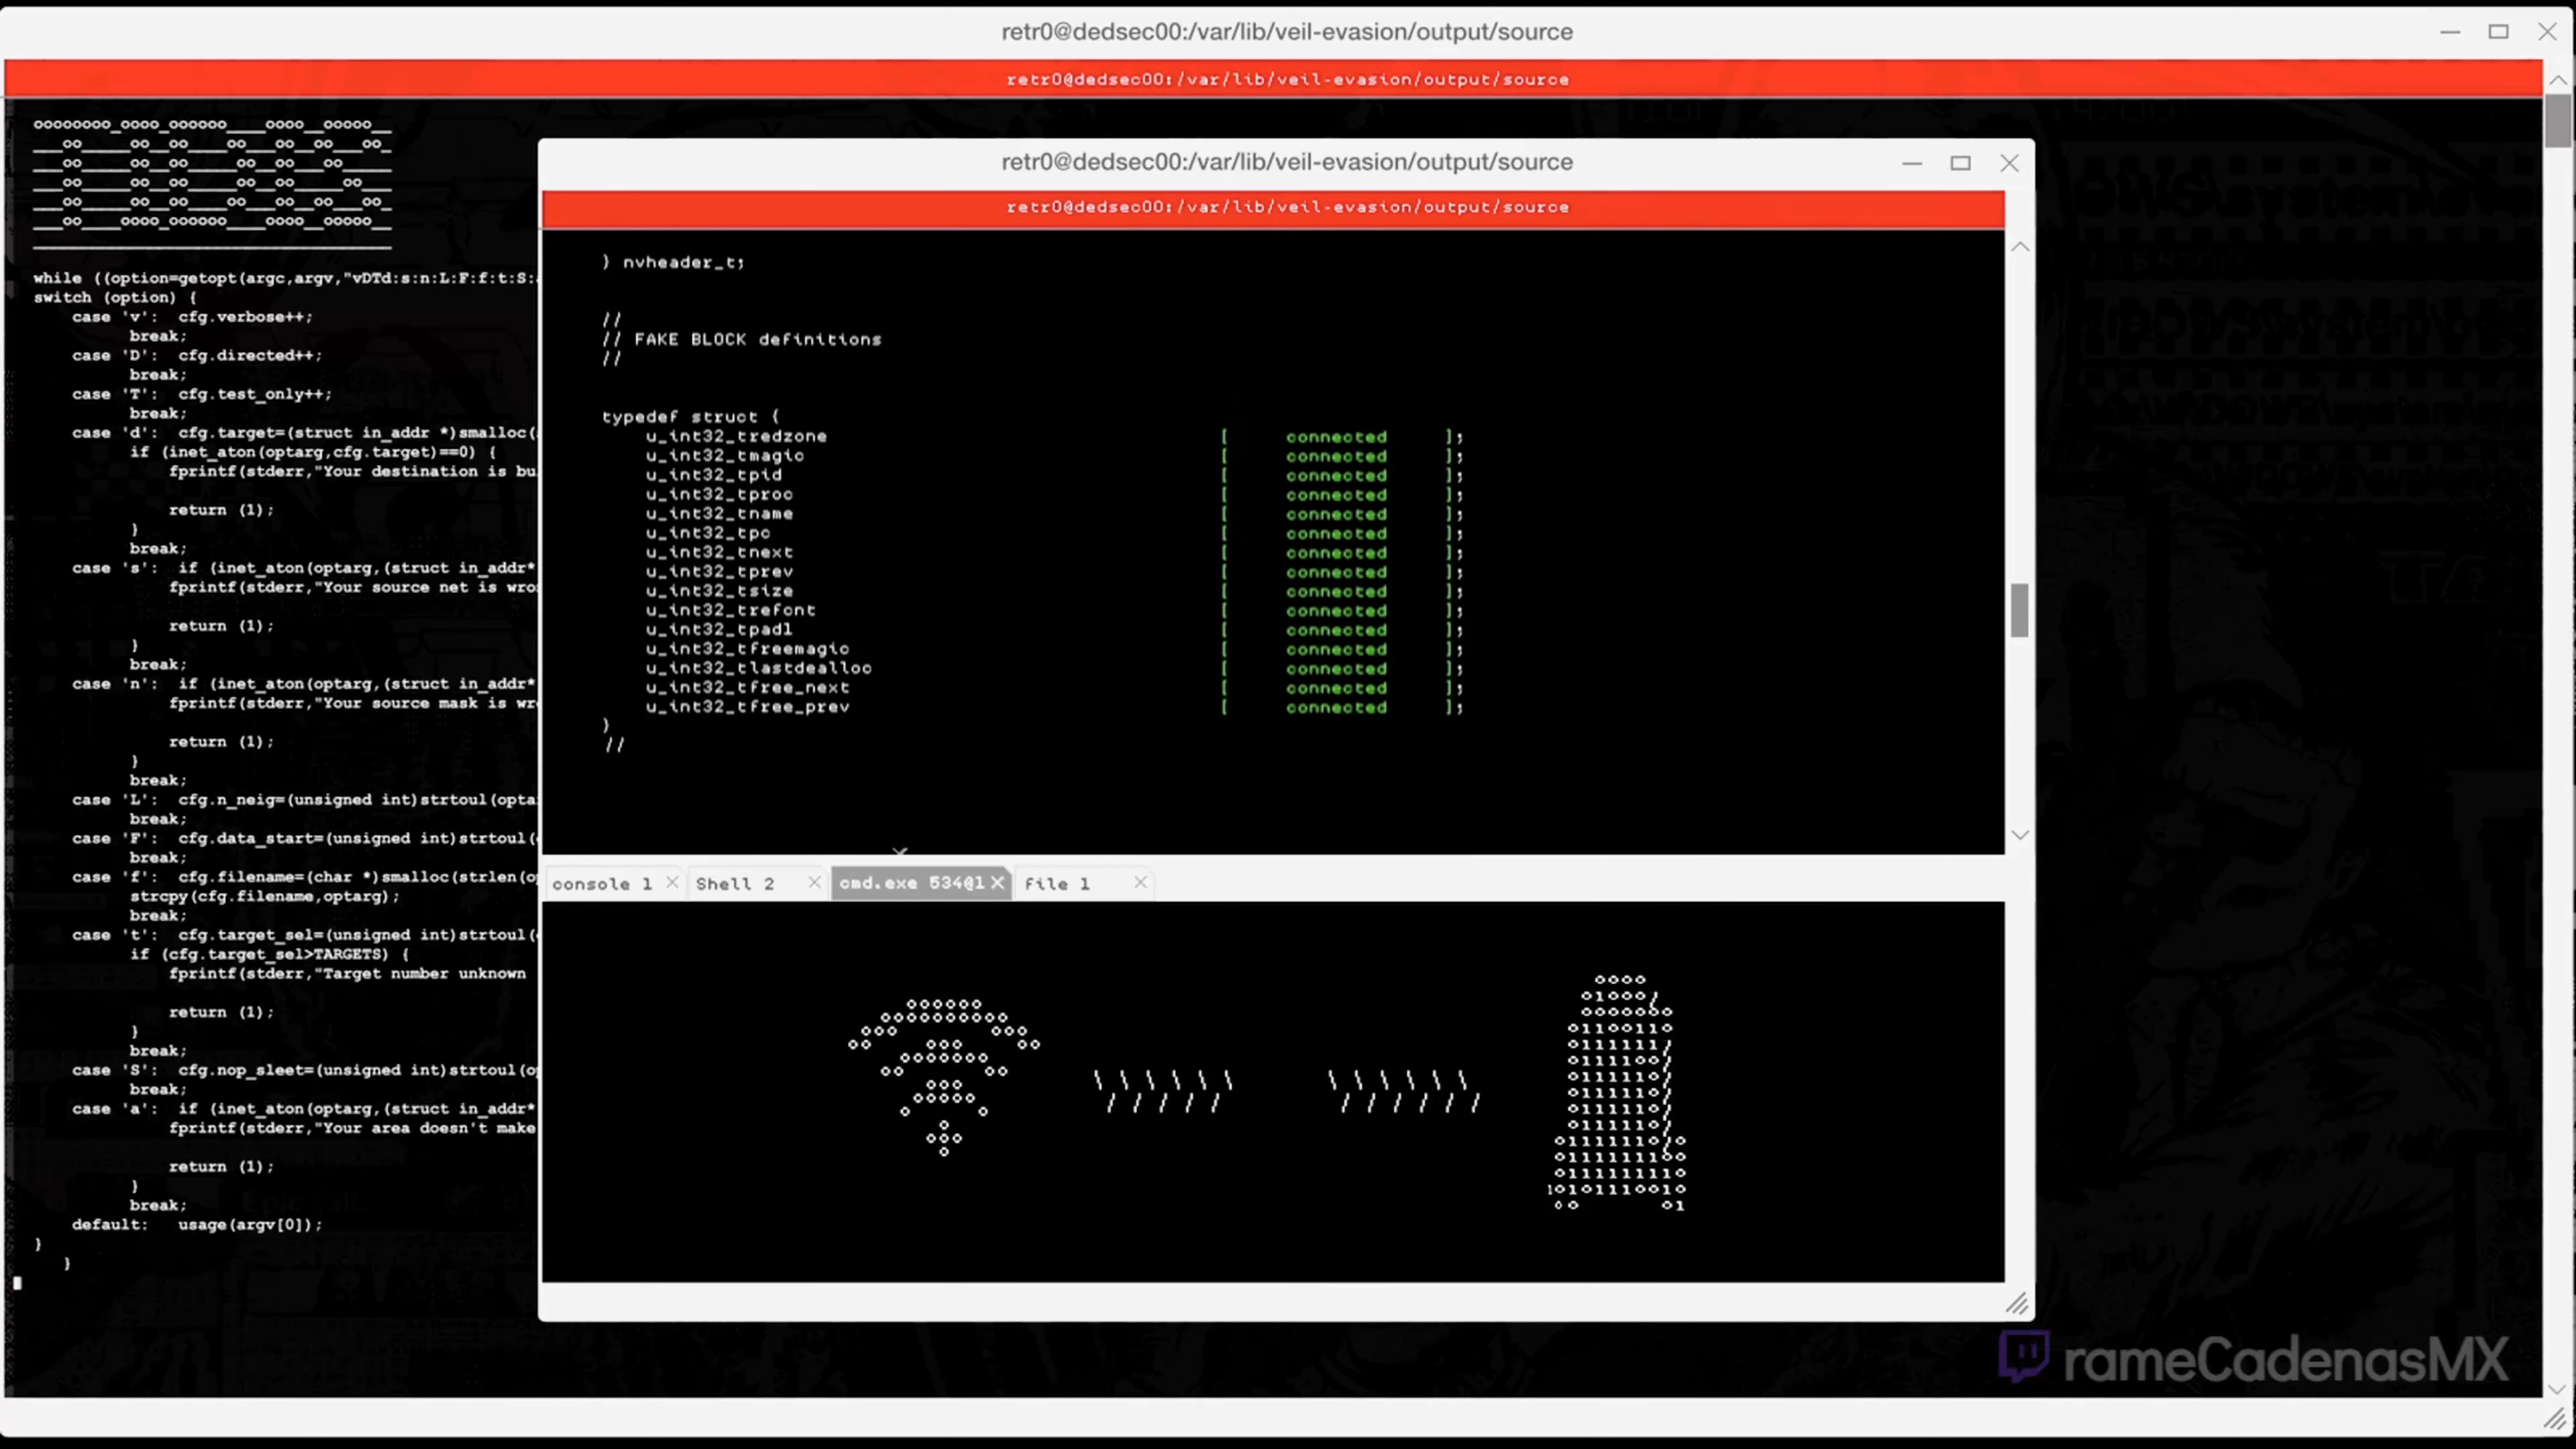 retr0@dedsec00:/var/lib/veil-evasion/output/source
retr0@dedsec00:/var/lib/veil-evasion/output/source
while ((option=getopt(argc,argv,"vDTd:s:n:L:F:f:t:S:
switch (option) {
case 'v': cfg.verbose++;
break;
case 'D': cfg.directed++;
break;
case 'T': cfg.test_only++;
break;
case 'd': cfg.target=(struct in_addr *)smalloc(
if (inet_aton(optarg,cfg.target)==0) {
fprintf(stderr,"Your destination is bu
return (1);
}
break;
case 's': if (inet_aton(optarg,(struct in_addr*
fprintf(stderr,"Your source net is wro
return (1);
}
break;
case 'n': if (inet_aton(optarg,(struct in_addr*
fprintf(stderr,"Your source mask is wr
return (1);
}
break;
case 'L': cfg.n_neig=(unsigned int)strtoul(opta
break;
case 'F': cfg.data_start=(unsigned int)strtoul(
break;
case 'f': cfg.filename=(char *)smalloc(strlen(op
strcpy(cfg.filename,optarg);
break;
case 't': cfg.target_sel=(unsigned int)strtoul(
if (cfg.target_sel>TARGETS) {
fprintf(stderr,"Target number unknown
return (1);
}
break;
case 'S': cfg.nop_sleet=(unsigned int)strtoul(op
break;
case 'a': if (inet_aton(optarg,(struct in_addr*
fprintf(stderr,"Your area doesn't make
return (1);
}
break;
default: usage(argv[0]);
}
}
retr0@dedsec00:/var/lib/veil-evasion/output/source
retr0@dedsec00:/var/lib/veil-evasion/output/source
} nvheader_t;
//
// FAKE BLOCK definitions
//
typedef struct {
u_int32_tredzone [ connected ];
u_int32_tmagic [ connected ];
u_int32_tpid [ connected ];
u_int32_tproc [ connected ];
u_int32_tname [ connected ];
u_int32_tpc [ connected ];
u_int32_tnext [ connected ];
u_int32_tprev [ connected ];
u_int32_tsize [ connected ];
u_int32_trefcnt [ connected ];
u_int32_tpadl [ connected ];
u_int32_tfreemagic [ connected ];
u_int32_tlastdealloc [ connected ];
u_int32_tfree_next [ connected ];
u_int32_tfree_prev [ connected ];
}
//
console 1 Shell 2 cmd.exe 534@1 File 1
rameCadenasMX